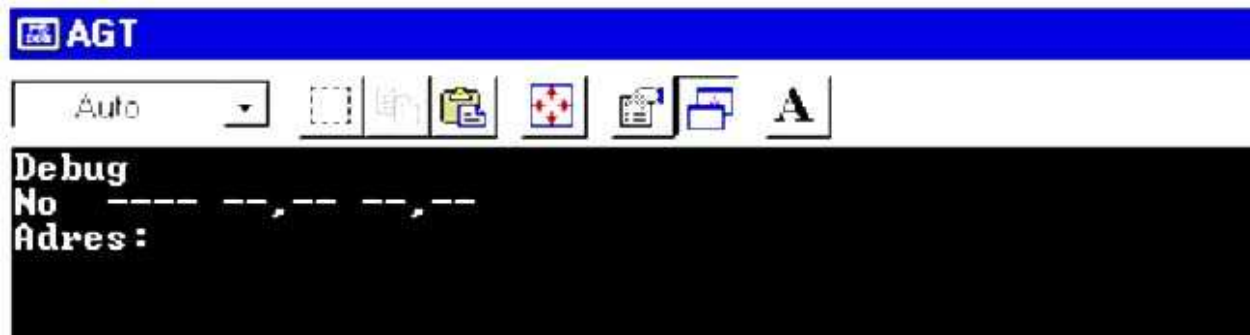 AGT
Auto
A
Debug
No ---- --,-- --,--
Adres: